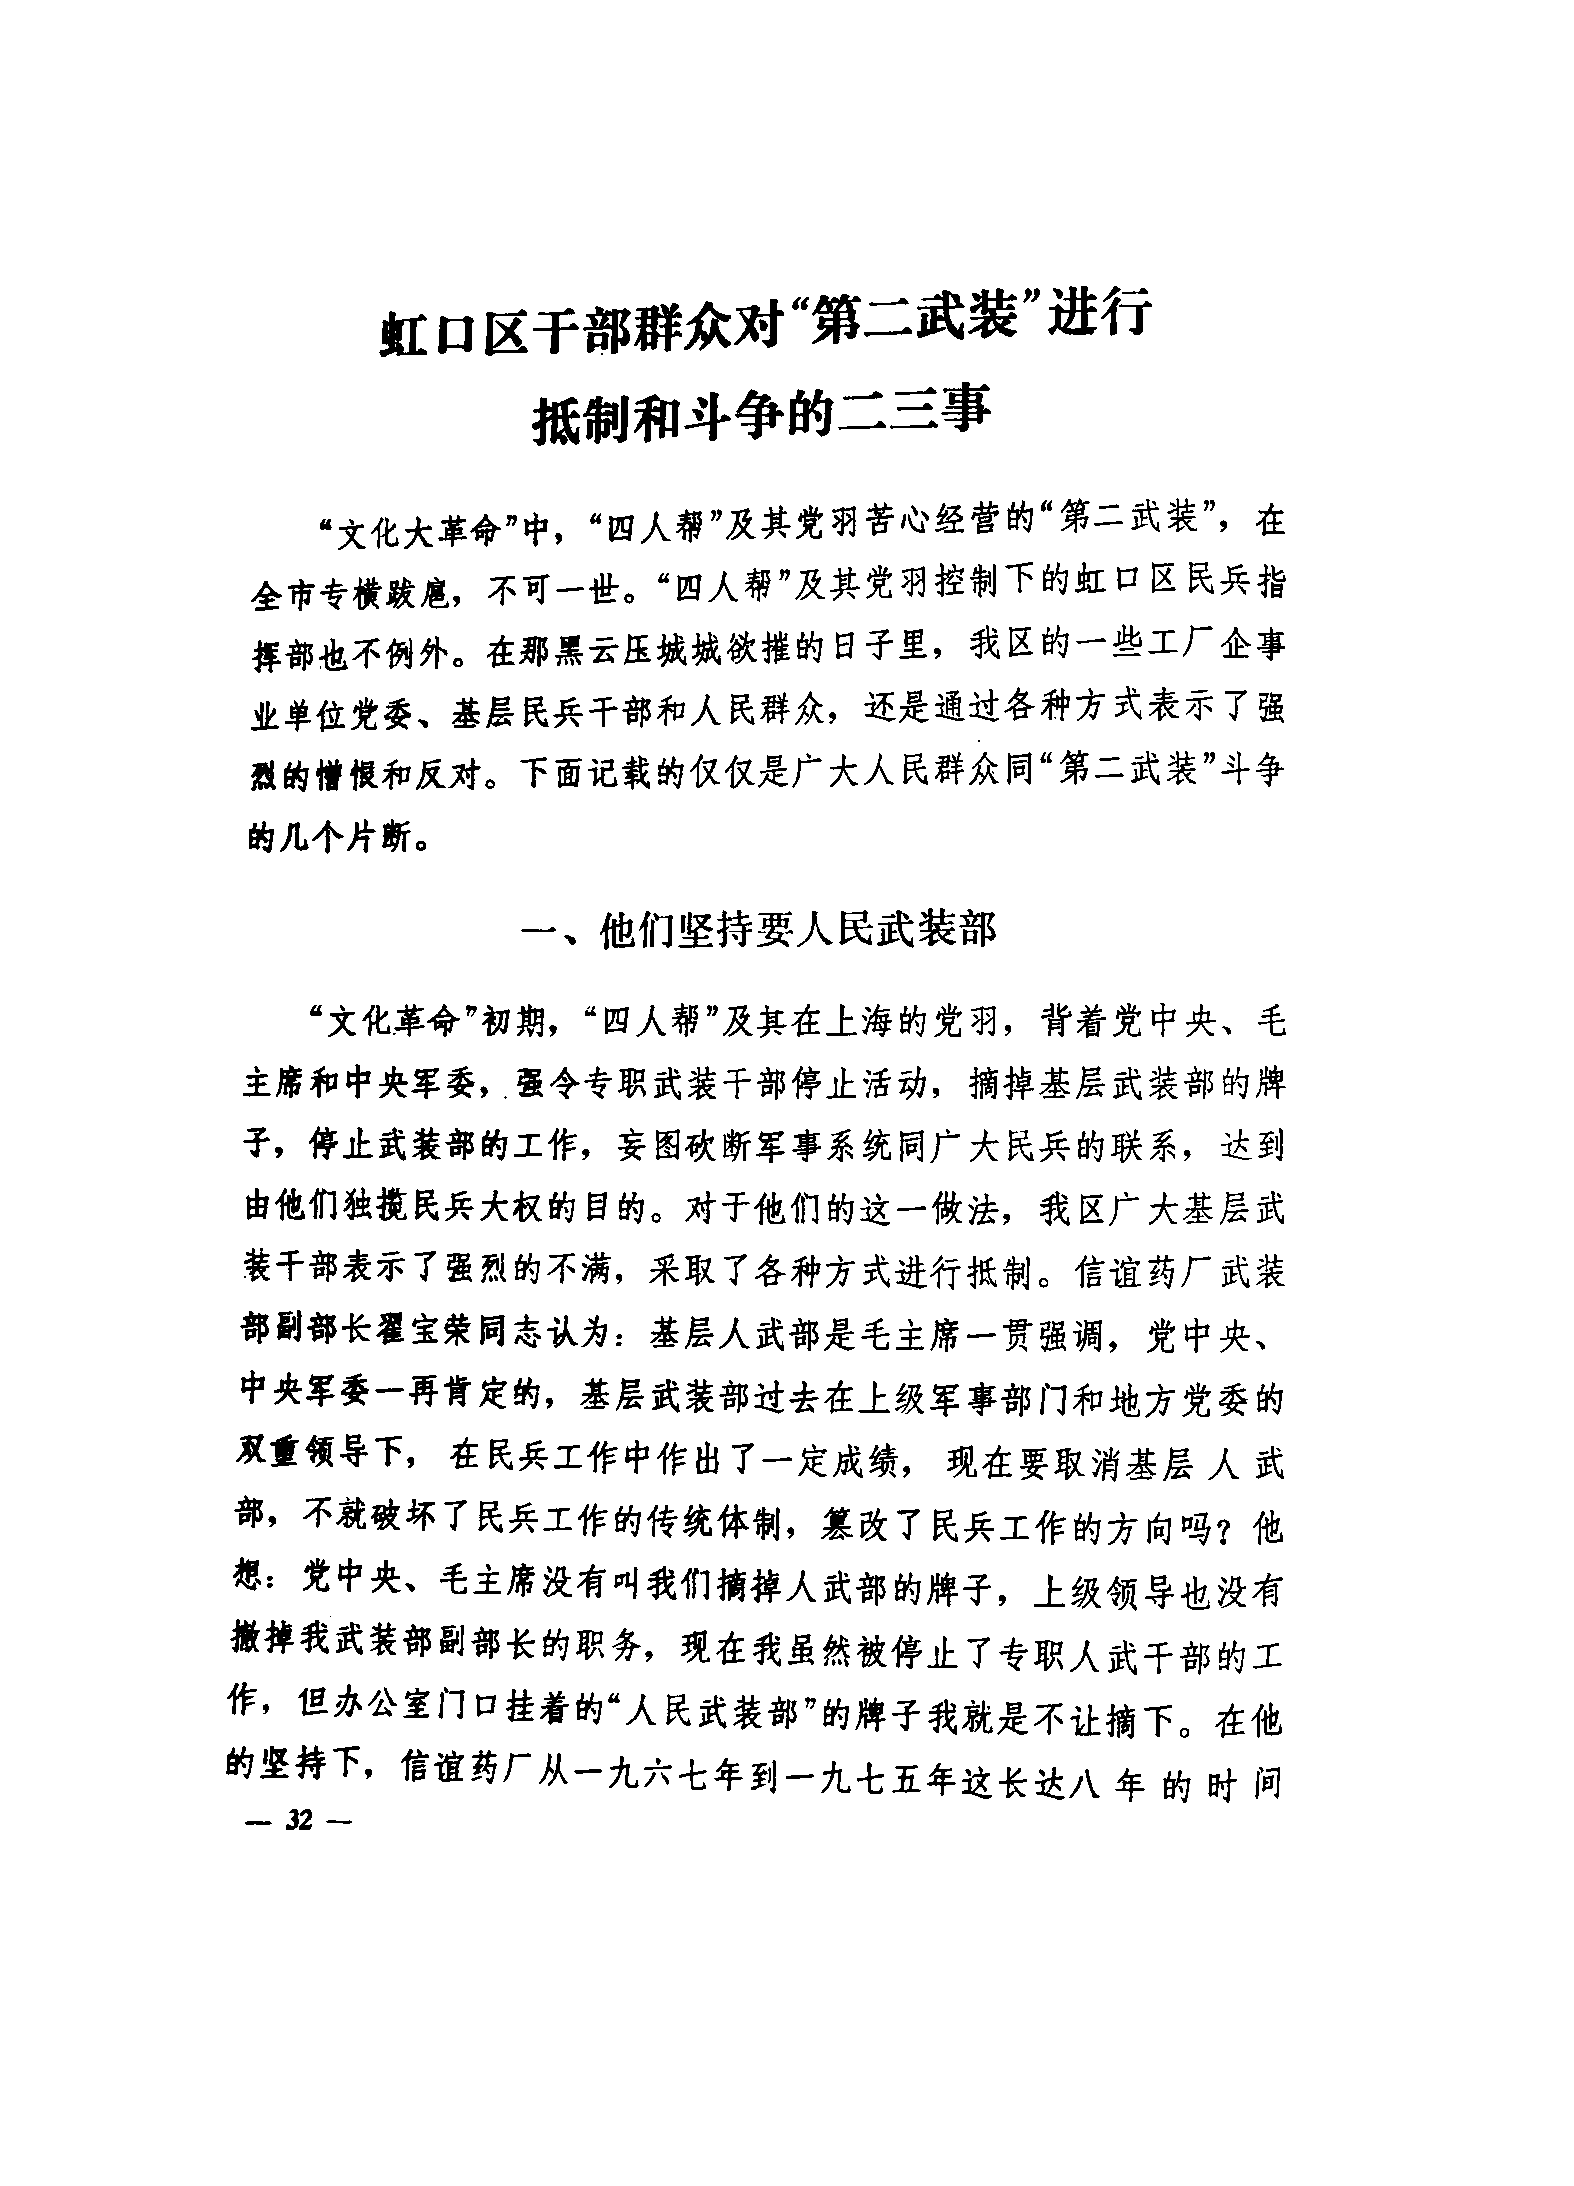 虹口区干部群众对“第二武装”进行
抵制和斗争的二三事
“文化大革命”中，“四人帮”及其党羽苦心经营的“第二武装”，在
全市专横跋扈，不可一世。“四人帮”及其党羽控制下的虹口区民兵指
挥部也不例外。在那黑云压城城欲摧的日子里，我区的一些工厂企事
业单位党委、基层民兵干部和人民群众，还是通过各种方式表示了强
烈的憎恨和反对。下面记载的仅仅是广大人民群众同“第二武装”斗争
的几个片断。
一、他们坚持要人民武装部
“文化革命”初期，“四人帮”及其在上海的党羽，背着党中央、毛
主席和中央军委，强令专职武装干部停止活动，摘掉基层武装部的牌
子，停止武装部的工作，妄图砍断军事系统同广大民兵的联系，达到
由他们独揽民兵大权的目的。对于他们的这一做法，我区广大基层武
装干部表示了强烈的不满，采取了各种方式进行抵制。信谊药厂武装
部副部长翟宝荣同志认为：基层人武部是毛主席一贯强调，党中央、
中央军委一再肯定的，基层武装部过去在上级军事部门和地方党委的
双重领导下，在民兵工作中作出了一定成绩，现在要取消基层人武
部，不就破坏了民兵工作的传统体制，篡改了民兵工作的方向吗？他
想：党中央、毛主席没有叫我们摘掉人武部的牌子，上级领导也没有
撤掉我武装部副部长的职务，现在我虽然被停止了专职人武干部的工
作，但办公室门口挂着的“人民武装部”的牌子我就是不让摘下。在他
的坚持下，信谊药厂从一九六七年到一九七五年这长达八年的时间
— 32 —